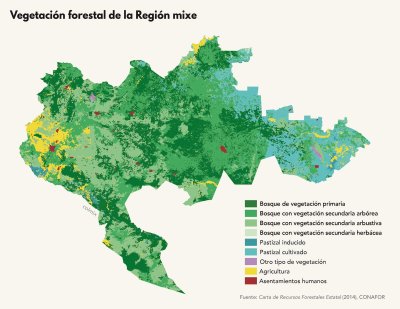 Vegetación forestal de la Región mixe
Bosque de vegetación primaria
Bosque con vegetación secundaria arbórea
Bosque con vegetación secundaria arbustiva
Bosque con vegetación secundaria herbácea
Pastizal inducido
Pastizal cultivado
Otro tipo de vegetación
Agricultura
Asentamientos humanos
Fuente: Carta de Recursos Forestales Estatal (2014), CONAFOR